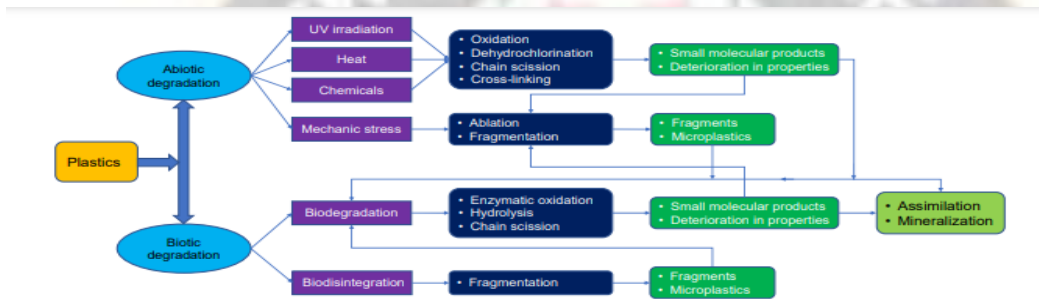 Plastics
Abiotic
degradation
UV irradiation
Heat
Chemicals
Mechanic stress
• Oxidation
• Dehydrochlorination
• Chain scission
• Cross-linking
• Small molecular products
• Deterioration in properties
• Ablation
• Fragmentation
• Fragments
• Microplastics
Biotic
degradation
Biodegradation
• Enzymatic oxidation
• Hydrolysis
• Chain scission
• Small molecular products
• Deterioration in properties
• Assimilation
• Mineralization
Biodisintegration
• Fragmentation
• Fragments
• Microplastics